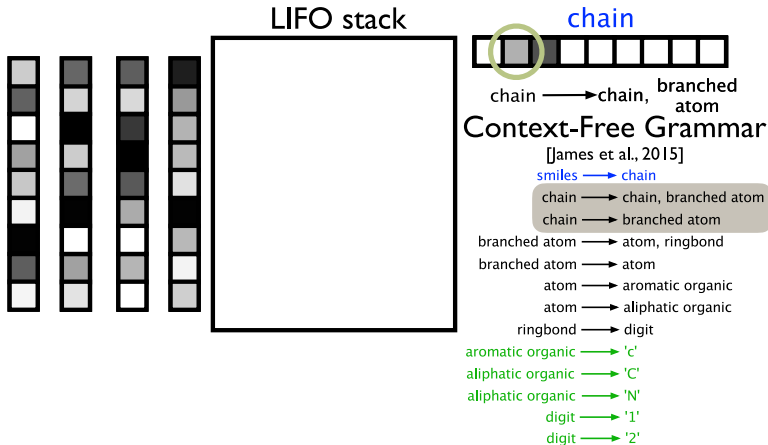 LIFO stack
chain
chain → chain, branched atom
Context-Free Grammar
[James et al., 2015]
smiles → chain
chain → chain, branched atom
chain → branched atom
branched atom → atom, ringbond
branched atom → atom
atom → aromatic organic
atom → aliphatic organic
ringbond → digit
aromatic organic → 'c'
aliphatic organic → 'C'
aliphatic organic → 'N'
digit → '1'
digit → '2'